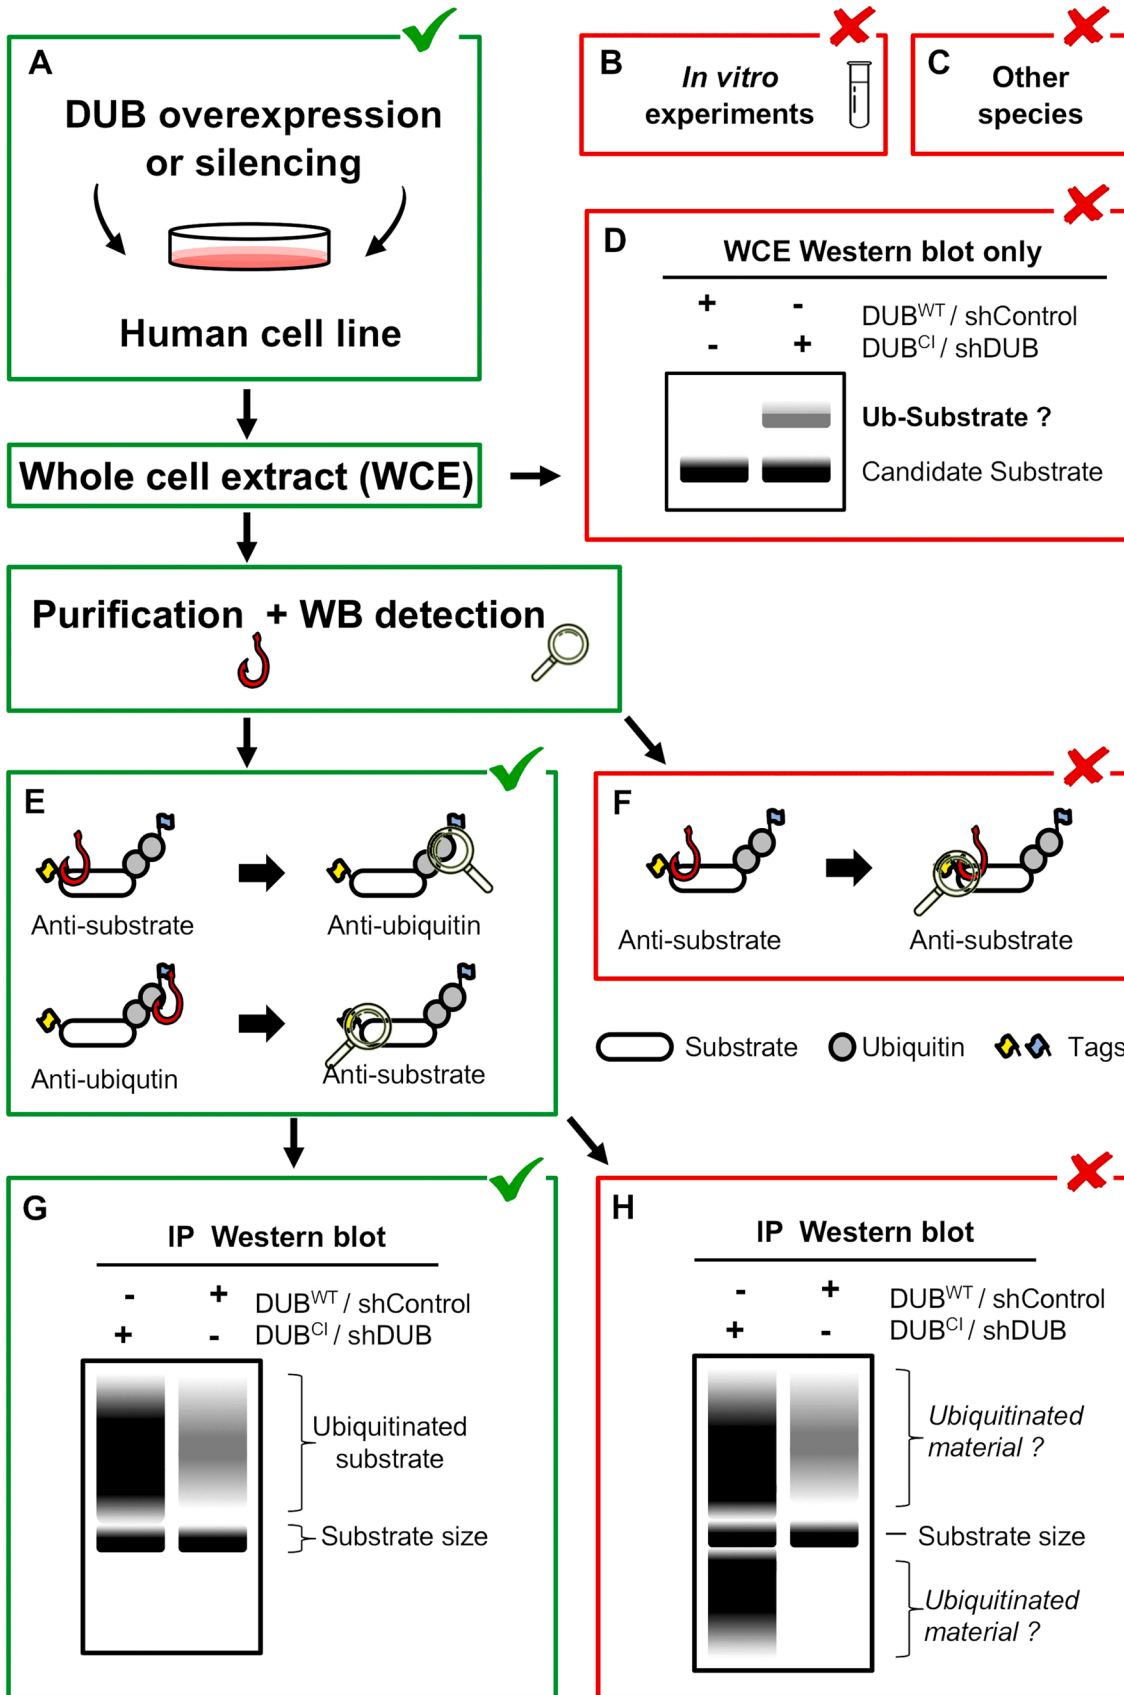 A
DUB overexpression
or silencing
Human cell line
B
In vitro
experiments
C
Other
species
Whole cell extract (WCE)
D
WCE Western blot only
+ - DUBWT / shControl
- + DUBCI / shDUB
Ub-Substrate ?
Candidate Substrate
Purification + WB detection
E
Anti-substrate
Anti-ubiquitin
Anti-ubiqutin
Anti-substrate
F
Anti-substrate
Anti-substrate
Substrate
Ubiquitin
Tags
G
IP Western blot
- + DUBWT / shControl
+ - DUBCI / shDUB
Ubiquitinated
substrate
Substrate size
H
IP Western blot
- + DUBWT / shControl
+ - DUBCI / shDUB
Ubiquitinated
material ?
Substrate size
Ubiquitinated
material ?